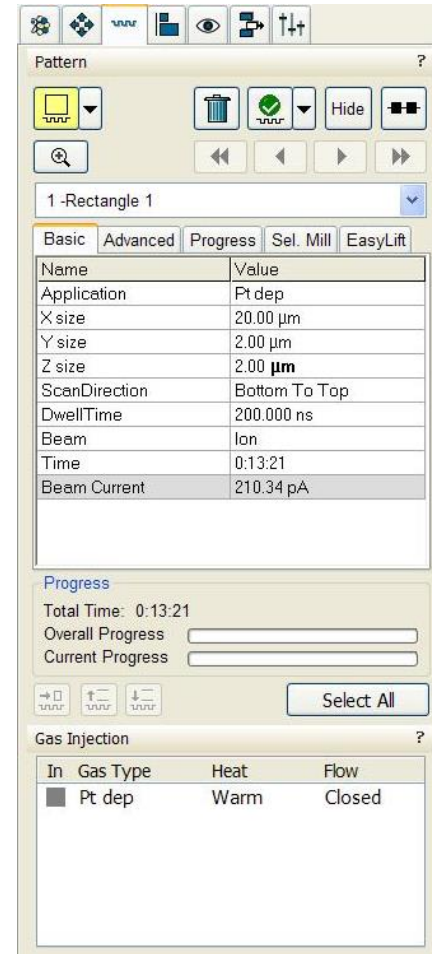 Pattern ?
Hide
1 -Rectangle 1
Basic Advanced Progress Sel. Mill EasyLift
Name Value
Application Pt dep
X size 20.00 µm
Y size 2.00 µm
Z size 2.00 µm
ScanDirection Bottom To Top
DwellTime 200.000 ns
Beam Ion
Time 0:13:21
Beam Current 210.34 pA
Progress
Total Time: 0:13:21
Overall Progress
Current Progress
Select All
Gas Injection ?
In Gas Type Heat Flow
Pt dep Warm Closed